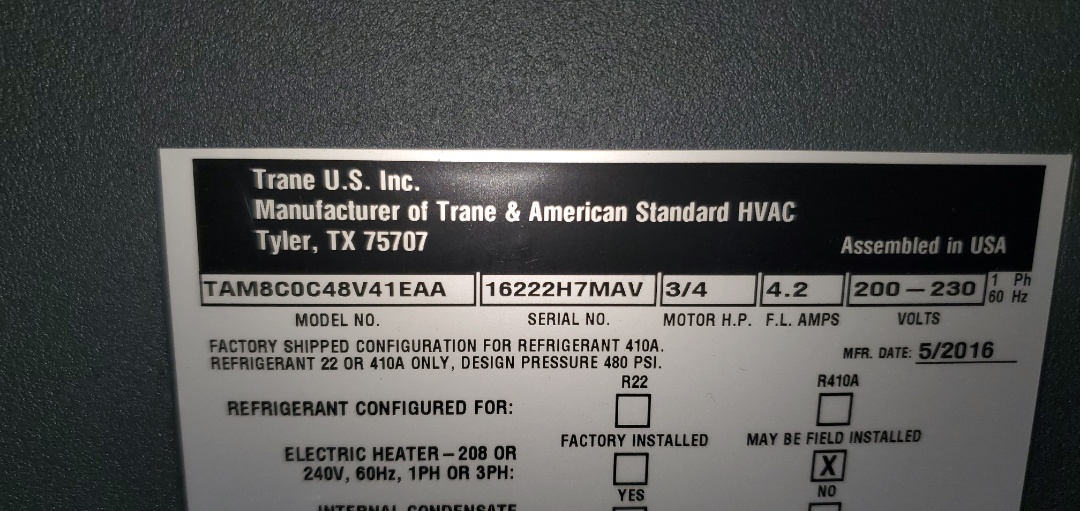 Trane U.S. Inc.
Manufacturer of Trane & American Standard HVAC
Tyler, TX 75707
Assembled in USA
TAM8C0C48V41EAA 16222H7MAV 3/4 4.2 200 – 230 1 Ph
60 Hz
MODEL NO. SERIAL NO. MOTOR H.P. F.L. AMPS VOLTS
FACTORY SHIPPED CONFIGURATION FOR REFRIGERANT 410A.
REFRIGERANT 22 OR 410A ONLY, DESIGN PRESSURE 480 PSI.
MFR. DATE: 5/2016
R22 R410A
REFRIGERANT CONFIGURED FOR:
FACTORY INSTALLED MAY BE FIELD INSTALLED
ELECTRIC HEATER – 208 OR
240V, 60Hz, 1PH OR 3PH: X
YES NO
INTERNAL CONDENSATE